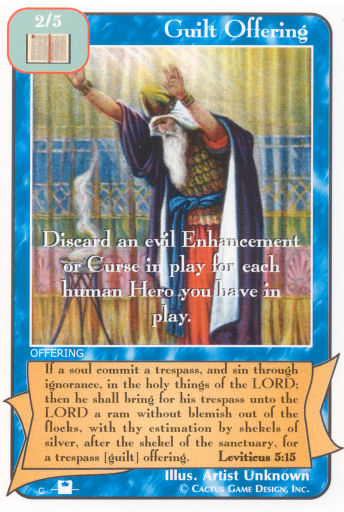 2/5
Guilt Offering
Discard an evil Enhancement
or Curse in play for each
human Hero you have in
play.
OFFERING
If a soul commit a trespass, and sin through
ignorance, in the holy things of the LORD;
then he shall bring for his trespass unto the
LORD a ram without blemish out of the
flocks, with thy estimation by shekels of
silver, after the shekel of the sanctuary, for
a trespass [guilt] offering. Leviticus 5:15
Illus. Artist Unknown
C © CACTUS GAME DESIGN, INC.